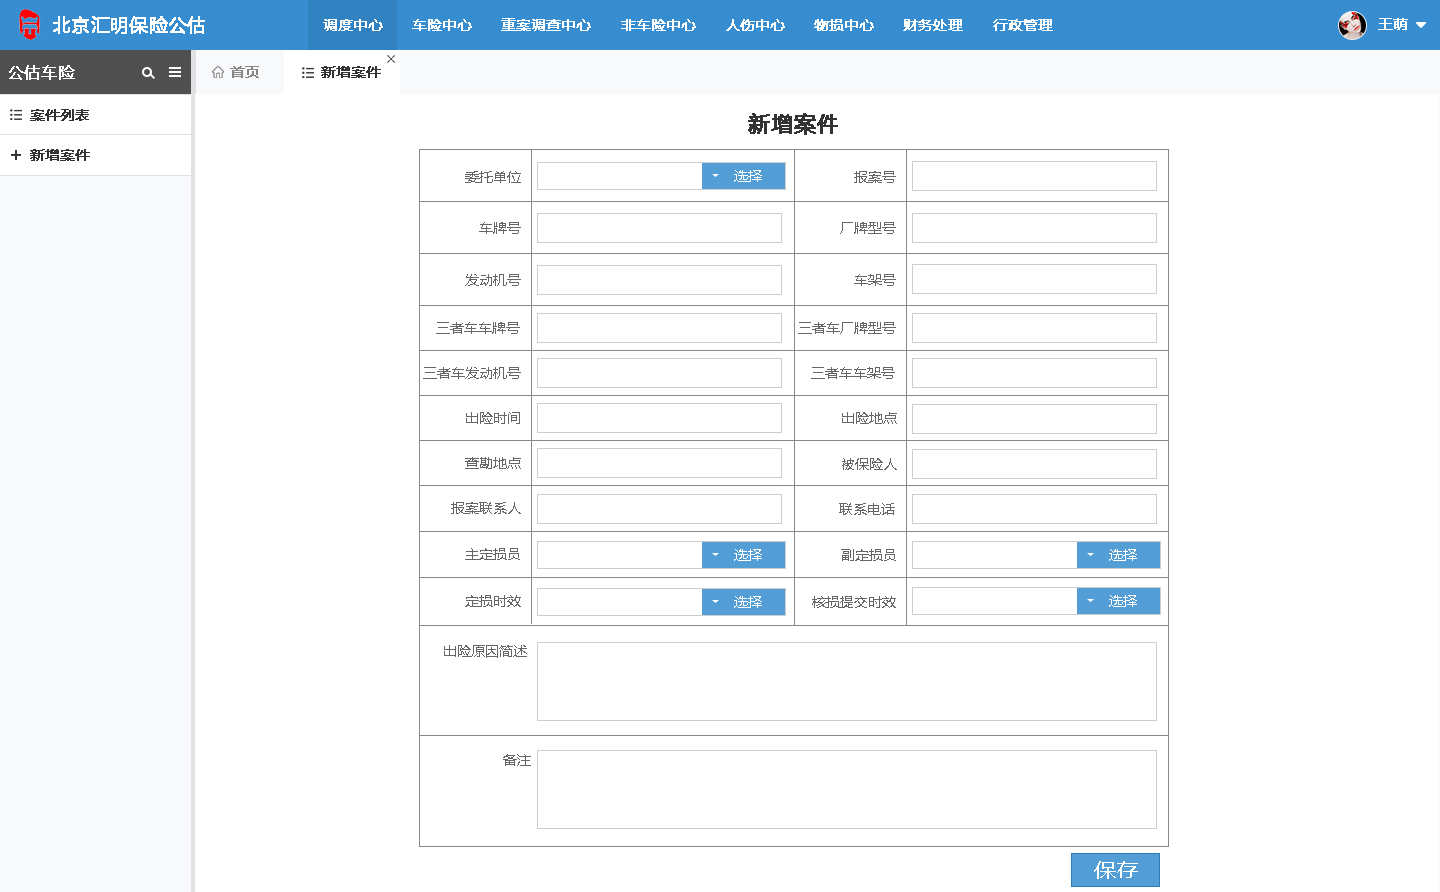 北京汇明保险公估 调度中心 车险中心 重案调查中心 非车险中心 人伤中心 物损中心 财务处理 行政管理 王萌
公估车险 首页 新增案件
案件列表
新增案件
新增案件
委托单位 选择 报案号
车牌号 厂牌型号
发动机号 车架号
三者车车牌号 三者车厂牌型号
三者车发动机号 三者车车架号
出险时间 出险地点
查勘地点 被保险人
报案联系人 联系电话
主定损员 选择 副定损员 选择
定损时效 选择 核损提交时效 选择
出险原因简述
备注
保存